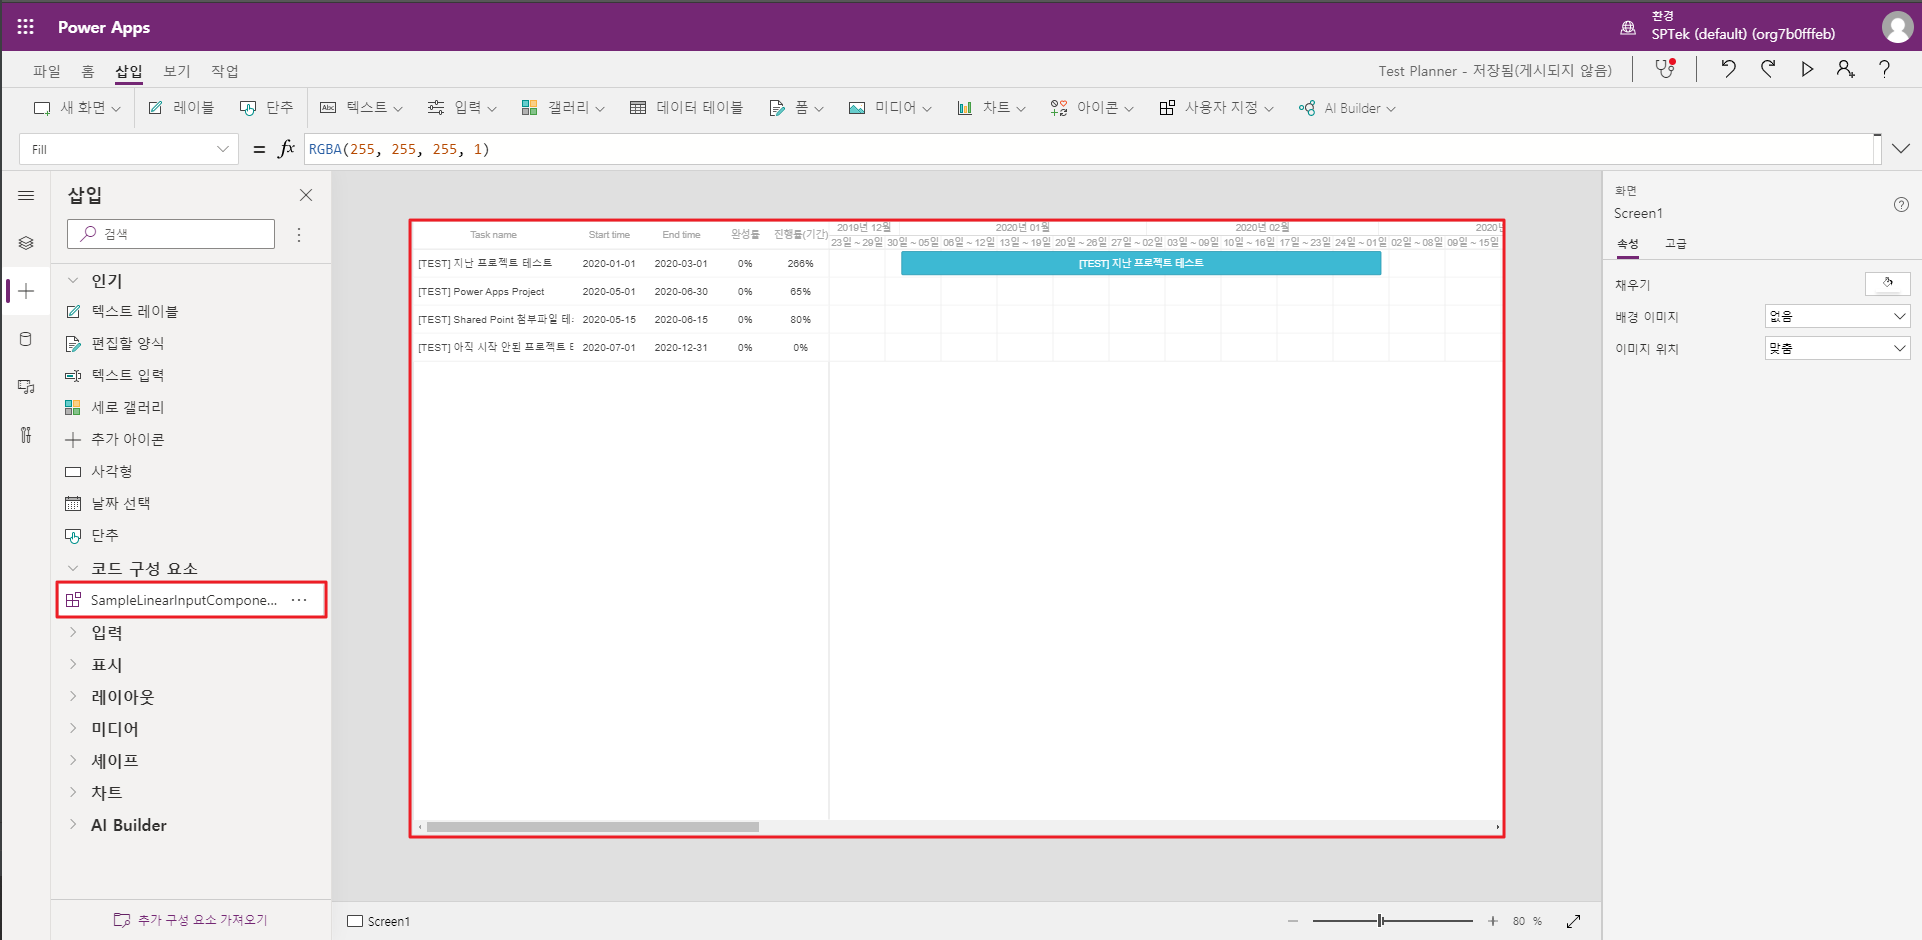 Power Apps
환경
SPTek (default) (org7b0fffeb)
파일 홈 삽입 보기 작업
Test Planner - 저장됨(게시되지 않음)
새 화면 레이블 단추 Abc 텍스트 입력 갤러리 데이터 테이블 폼 미디어 차트 아이콘 사용자 지정 AI Builder
Fill = fx RGBA(255, 255, 255, 1)
삽입
검색
인기
텍스트 레이블
편집할 양식
텍스트 입력
세로 갤러리
추가 아이콘
사각형
날짜 선택
단추
코드 구성 요소
SampleLinearInputCompone... ...
입력
표시
레이아웃
미디어
셰이프
차트
AI Builder
추가 구성 요소 가져오기
Task name Start time End time 완성률 진행률(기간)
2019년 12월 2020년 01월 2020년 02월 2020년
23일 ~ 29일 30일 ~ 05일 06일 ~ 12일 13일 ~ 19일 20일 ~ 26일 27일 ~ 02일 03일 ~ 09일 10일 ~ 16일 17일 ~ 23일 24일 ~ 01일 02일 ~ 08일 09일 ~ 15일
[TEST] 지난 프로젝트 테스트 2020-01-01 2020-03-01 0% 266% [TEST] 지난 프로젝트 테스트
[TEST] Power Apps Project 2020-05-01 2020-06-30 0% 65%
[TEST] Shared Point 첨부파일 테 2020-05-15 2020-06-15 0% 80%
[TEST] 아직 시작 안된 프로젝트 2020-07-01 2020-12-31 0% 0%
Screen1
80 %
화면
Screen1
속성 고급
채우기
배경 이미지 없음
이미지 위치 맞춤